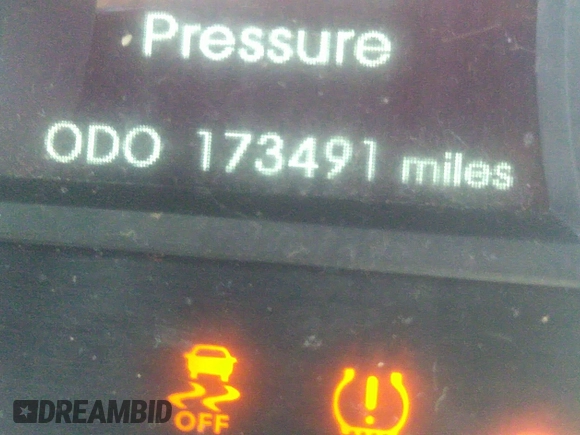 Pressure
ODO 173491 miles
OFF
DREAMBID